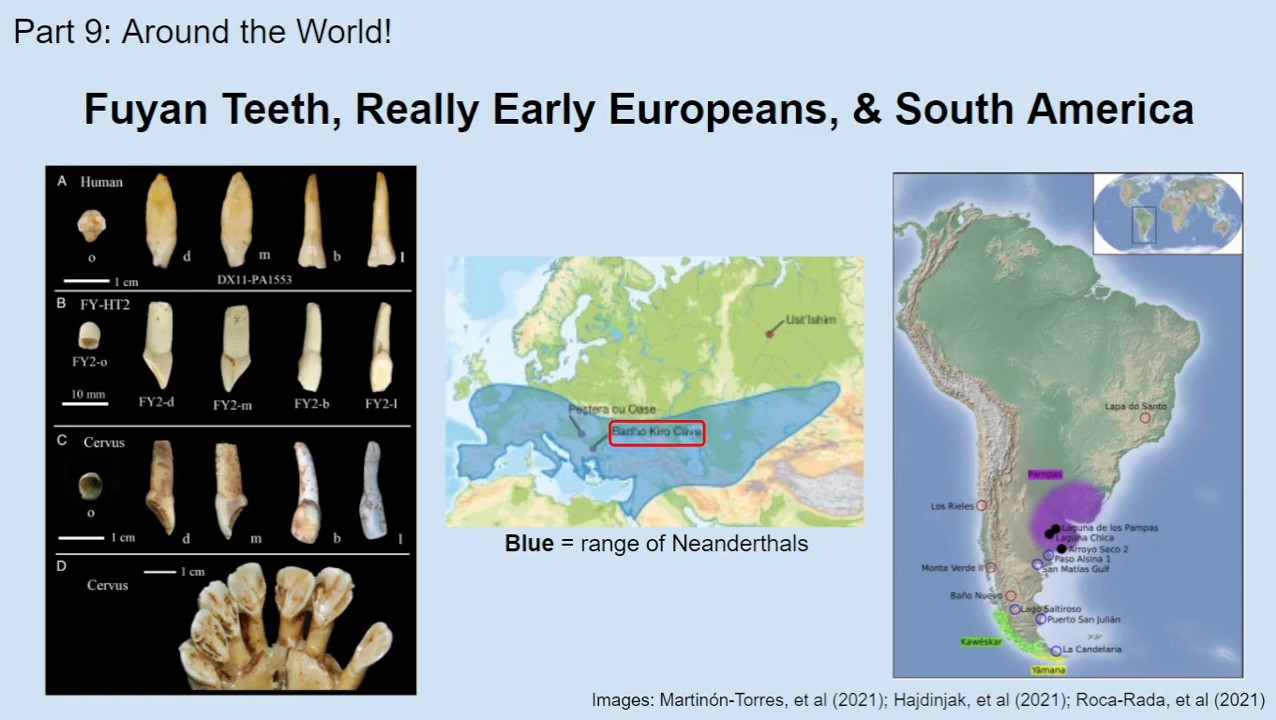 Part 9: Around the World!
Fuyan Teeth, Really Early Europeans, & South America
A Human
o
d
m
b
l
1 cm
DX11-PA1553
B FY-HT2
FY2-o
10 mm
FY2-d
FY2-m
FY2-b
FY2-l
C Cervus
o
1 cm
d
m
b
l
D
1 cm
Cervus
Ust'Ishim
Peștera cu Oase
Bacho Kiro Cave
Blue = range of Neanderthals
Lapa do Santo
Pampas
Los Rieles
Laguna de los Pampas
Laguna Chica
Arroyo Seco 2
Paso Alsina 1
San Matías Gulf
Monte Verde II
Baño Nuevo
Lago Saltiroso
Puerto San Julián
Kawéskar
La Candelaria
Yámana
Images: Martinón-Torres, et al (2021); Hajdinjak, et al (2021); Roca-Rada, et al (2021)